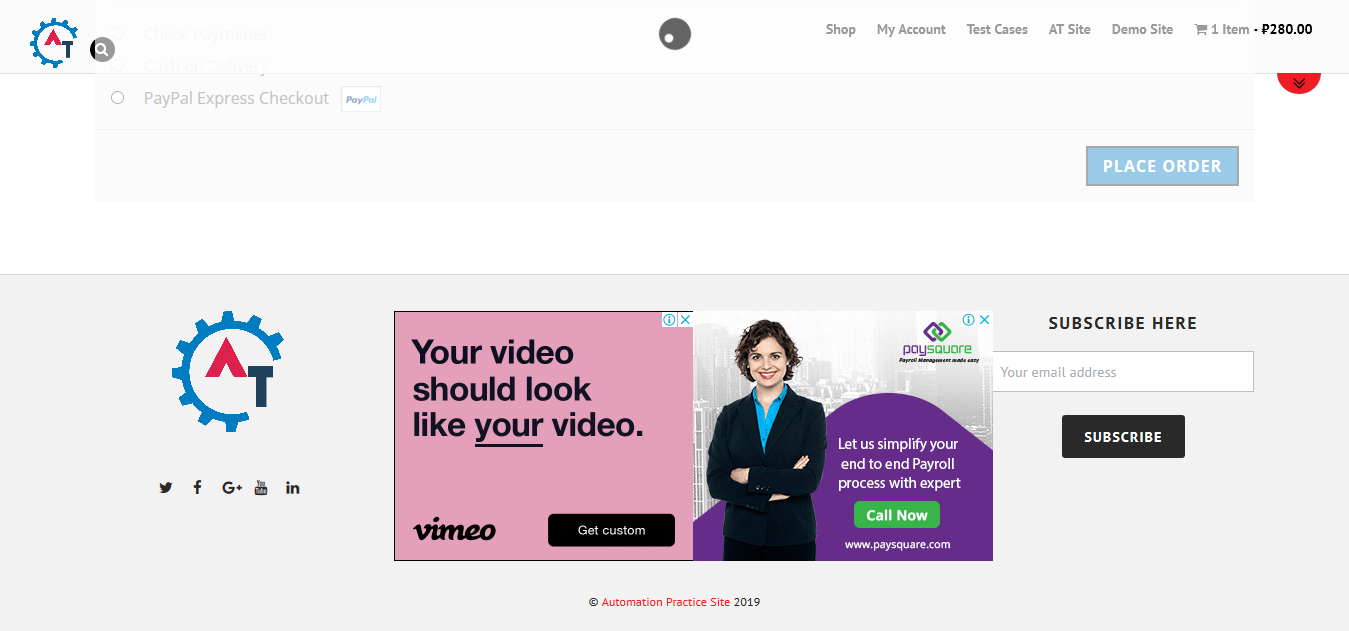 AT
Check Payments
Shop
My Account
Test Cases
AT Site
Demo Site
1 Item - ₽280.00
Cash on Delivery
PayPal Express Checkout
PayPal
PLACE ORDER
AT
Your video
should look
like your video.
vimeo
Get custom
paysquare
Payroll Management made easy
Let us simplify your
end to end Payroll
process with expert
Call Now
www.paysquare.com
SUBSCRIBE HERE
Your email address
SUBSCRIBE
G+
You
Tube
in
© Automation Practice Site 2019